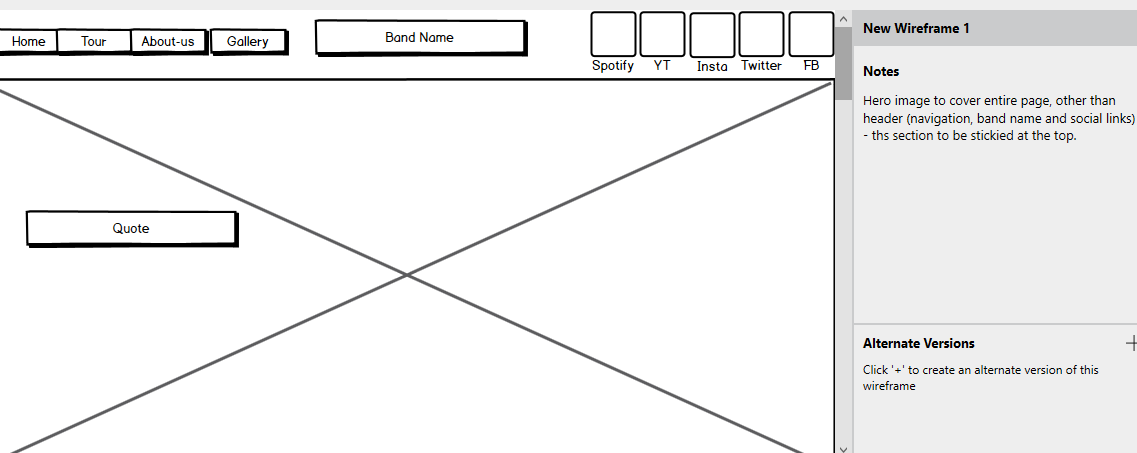 Home Tour About-us Gallery
Band Name
Spotify YT Insta Twitter FB
Quote
New Wireframe 1
Notes
Hero image to cover entire page, other than
header (navigation, band name and social links)
- ths section to be stickied at the top.
Alternate Versions
Click '+' to create an alternate version of this
wireframe